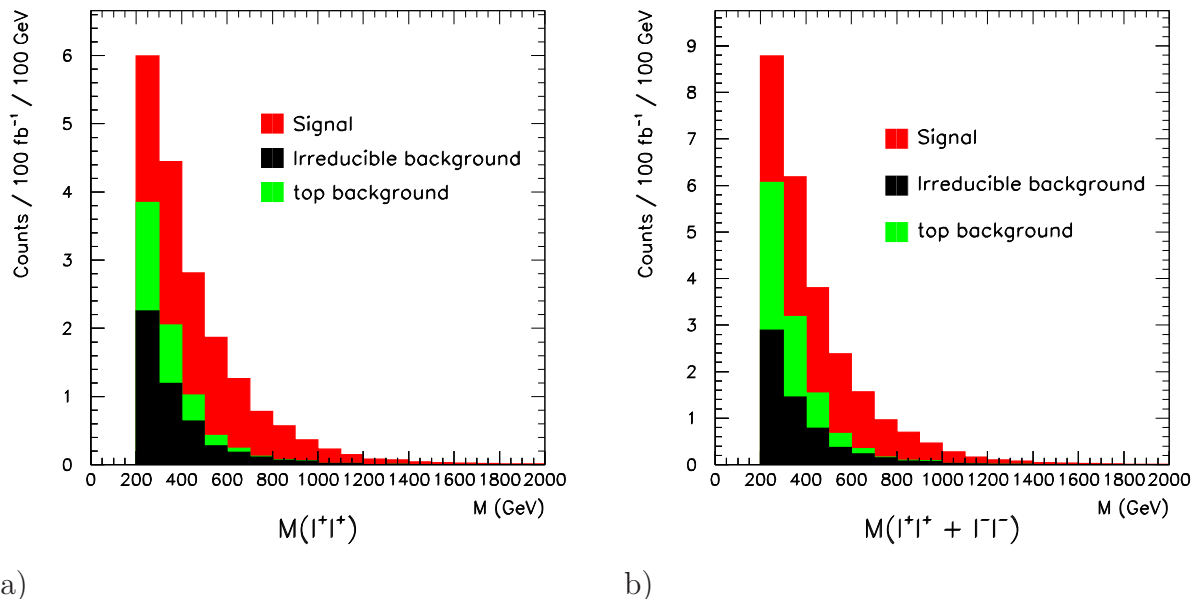 Counts / 100 fb⁻¹ / 100 GeV
6
5
4
3
2
1
0
Signal
Irreducible background
top background
0 200 400 600 800 1000 1200 1400 1600 1800 2000
M (GeV)
M(l⁺l⁺)
a)
Counts / 100 fb⁻¹ / 100 GeV
9
8
7
6
5
4
3
2
1
0
Signal
Irreducible background
top background
0 200 400 600 800 1000 1200 1400 1600 1800 2000
M (GeV)
M(l⁺l⁺ + l⁻l⁻)
b)